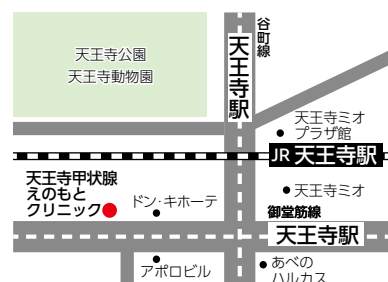 天王寺公園
天王寺動物園
天王寺駅
谷町線
天王寺ミオ
プラザ館
JR 天王寺駅
天王寺甲状腺
えのもと
クリニック
ドン・キホーテ
天王寺ミオ
御堂筋線
天王寺駅
アポロビル
あべの
ハルカス